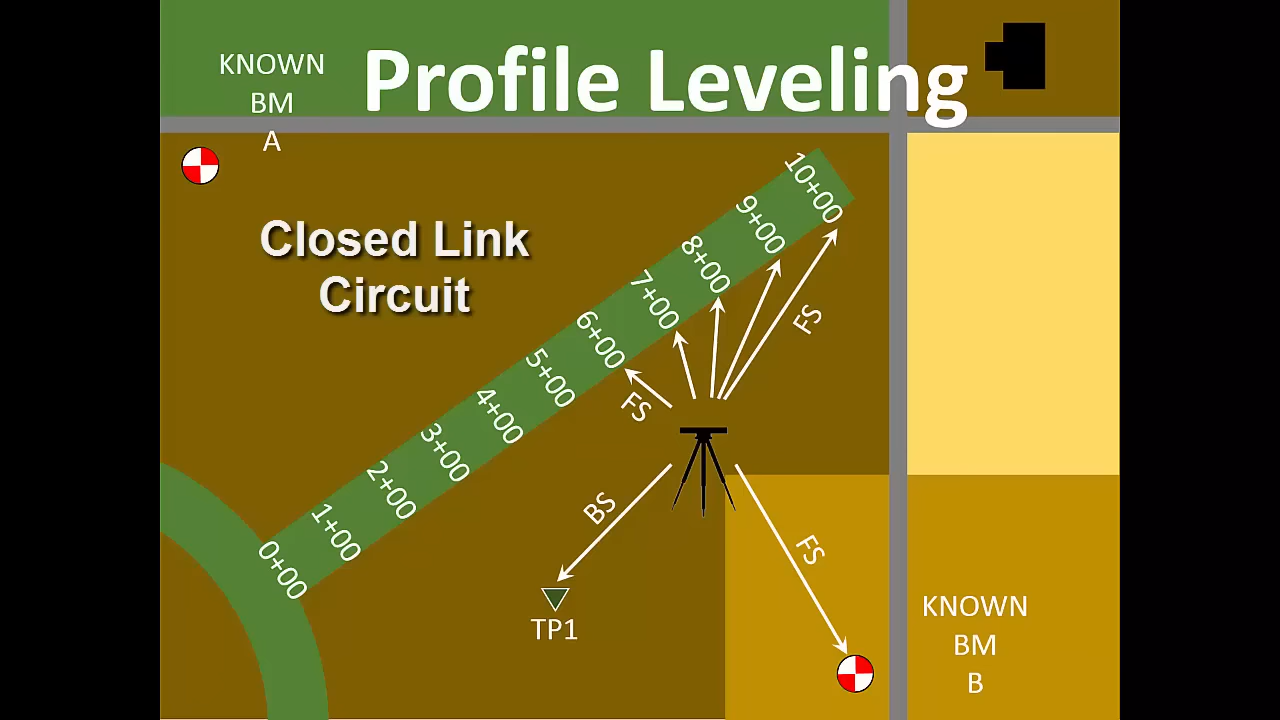 Profile Leveling
KNOWN
BM
A
Closed Link
Circuit
10+00
9+00
8+00
7+00
6+00
5+00
4+00
3+00
2+00
1+00
0+00
FS
FS
BS
FS
TP1
KNOWN
BM
B